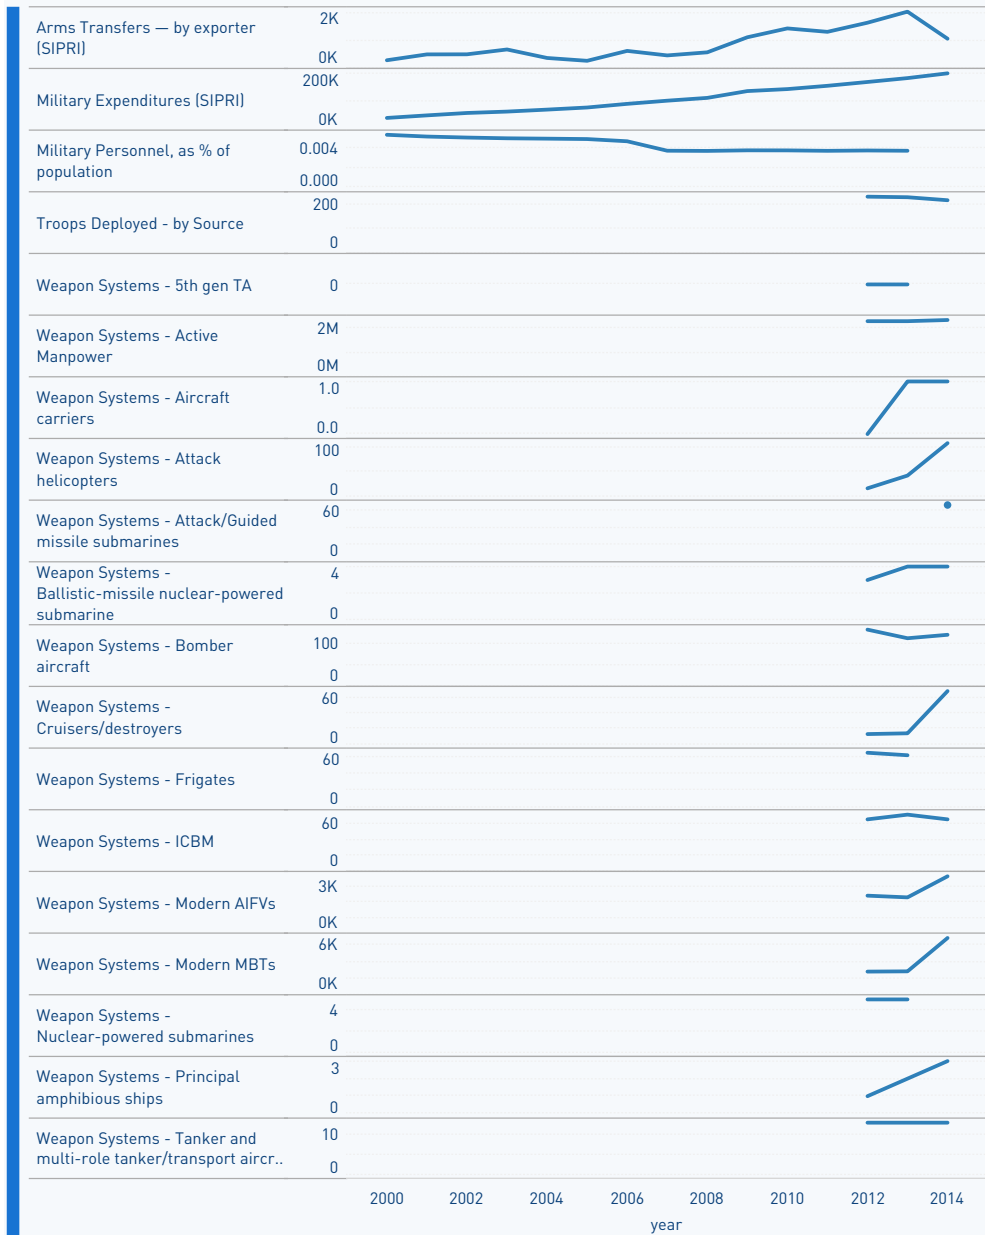 Arms Transfers — by exporter
(SIPRI)
2K
0K
Military Expenditures (SIPRI)
200K
0K
Military Personnel, as % of
population
0.004
0.000
Troops Deployed - by Source
200
0
Weapon Systems - 5th gen TA
0
Weapon Systems - Active
Manpower
2M
0M
Weapon Systems - Aircraft
carriers
1.0
0.0
Weapon Systems - Attack
helicopters
100
0
Weapon Systems - Attack/Guided
missile submarines
60
0
Weapon Systems -
Ballistic-missile nuclear-powered
submarine
4
0
Weapon Systems - Bomber
aircraft
100
0
Weapon Systems -
Cruisers/destroyers
60
0
Weapon Systems - Frigates
60
0
Weapon Systems - ICBM
60
0
Weapon Systems - Modern AIFVs
3K
0K
Weapon Systems - Modern MBTs
6K
0K
Weapon Systems -
Nuclear-powered submarines
4
0
Weapon Systems - Principal
amphibious ships
3
0
Weapon Systems - Tanker and
multi-role tanker/transport aircr..
10
0
2000 2002 2004 2006 2008 2010 2012 2014
year